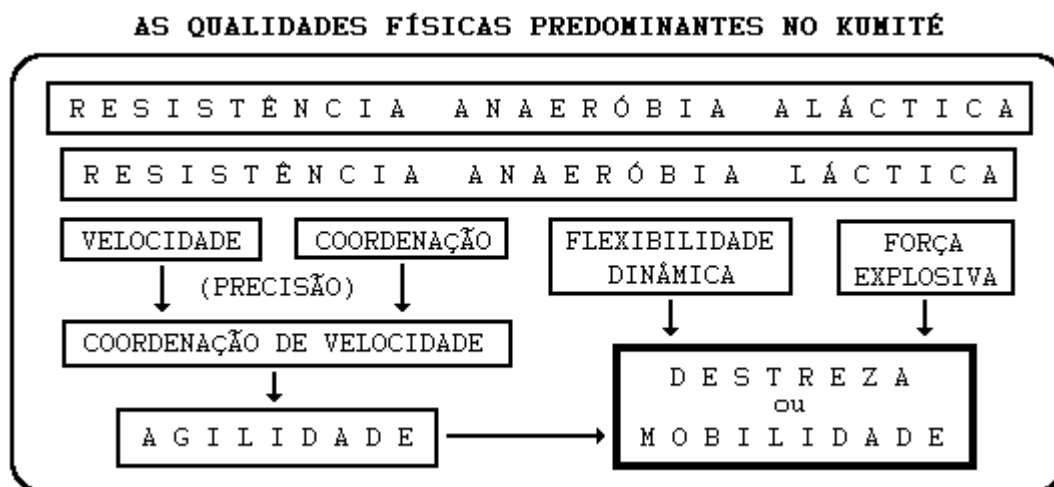 AS QUALIDADES FÍSICAS PREDOMINANTES NO KUMITÉ
RESISTÊNCIA ANAERÓBIA ALÁCTICA
RESISTÊNCIA ANAERÓBIA LÁCTICA
VELOCIDADE
COORDENAÇÃO
(PRECISÃO)
FLEXIBILIDADE
DINÂMICA
FORÇA
EXPLOSIVA
COORDENAÇÃO DE VELOCIDADE
AGILIDADE
DESTREZA
ou
MOBILIDADE